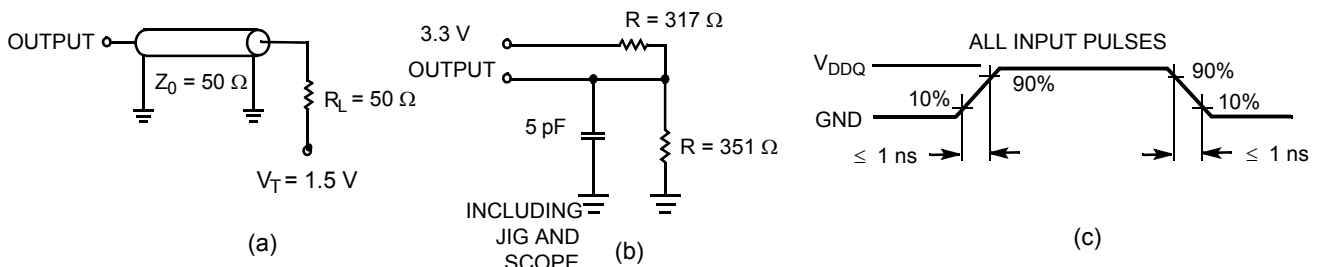 OUTPUT
Z0 = 50 Ω
RL = 50 Ω
VT = 1.5 V
(a)
R = 317 Ω
3.3 V
OUTPUT
5 pF
R = 351 Ω
INCLUDING
JIG AND
SCOPE
(b)
ALL INPUT PULSES
VDDQ
GND
10%
90%
90%
10%
≤ 1 ns
≤ 1 ns
(c)